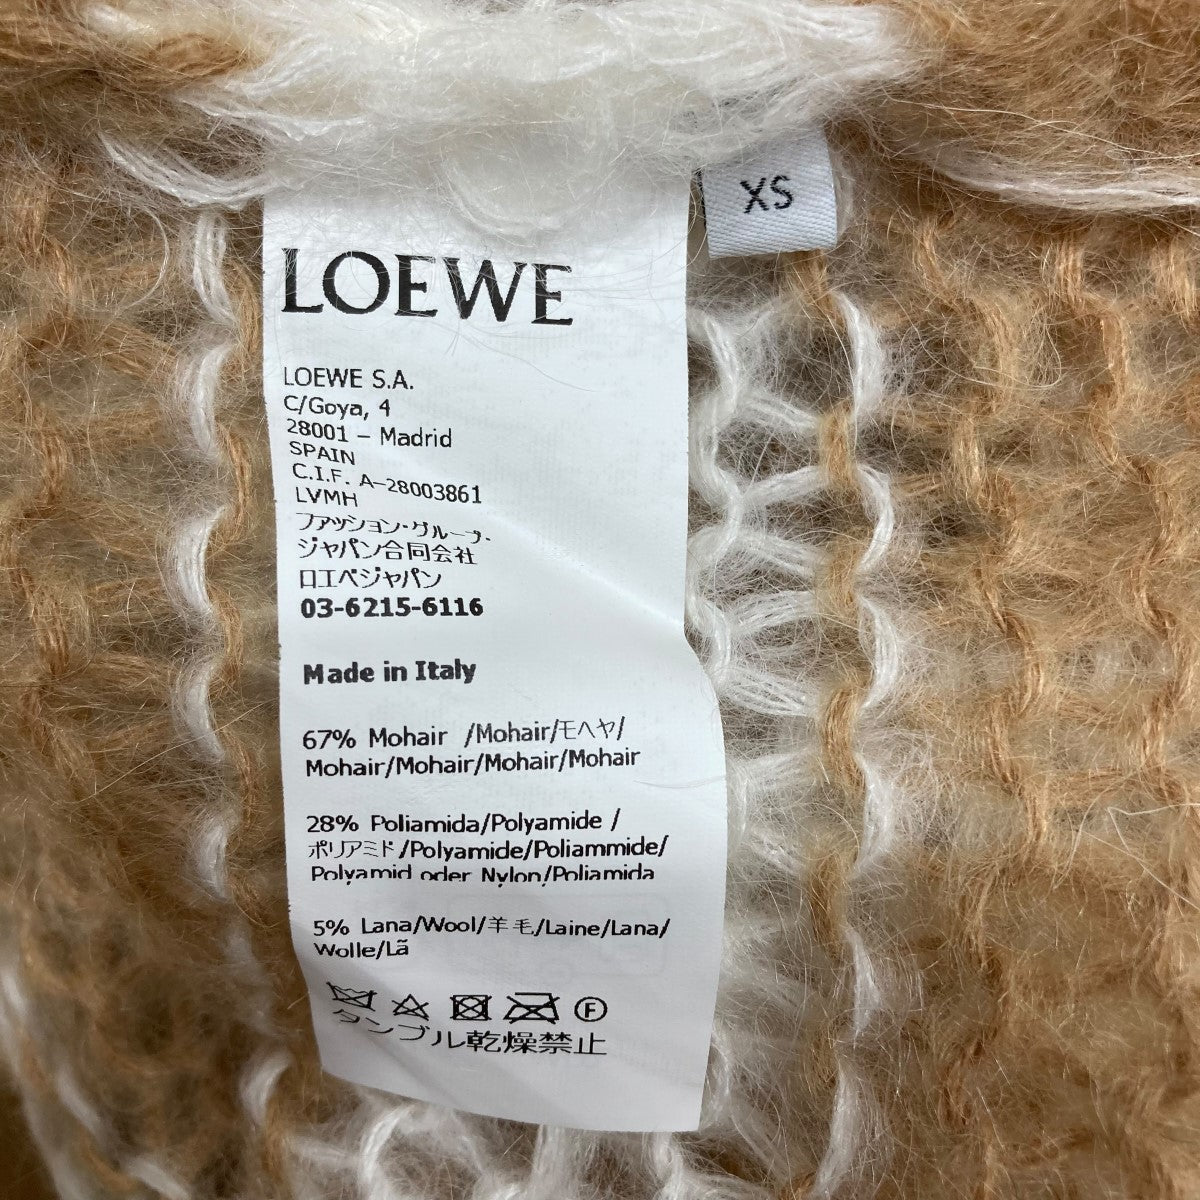 XS
LOEWE
LOEWE S.A.
C/Goya, 4
28001 – Madrid
SPAIN
C.I.F. A-28003861
LVMH
ファッション・グループ・
ジャパン合同会社
ロエベジャパン
03-6215-6116
Made in Italy
67% Mohair /Mohair/モヘヤ/
Mohair/Mohair/Mohair/Mohair
28% Poliamida/Polyamide /
ポリアミド/Polyamide/Poliammide/
Polyamid oder Nylon/Poliamida
5% Lana/Wool/羊毛/Laine/Lana/
Wolle/Lã
F
タンブル乾燥禁止